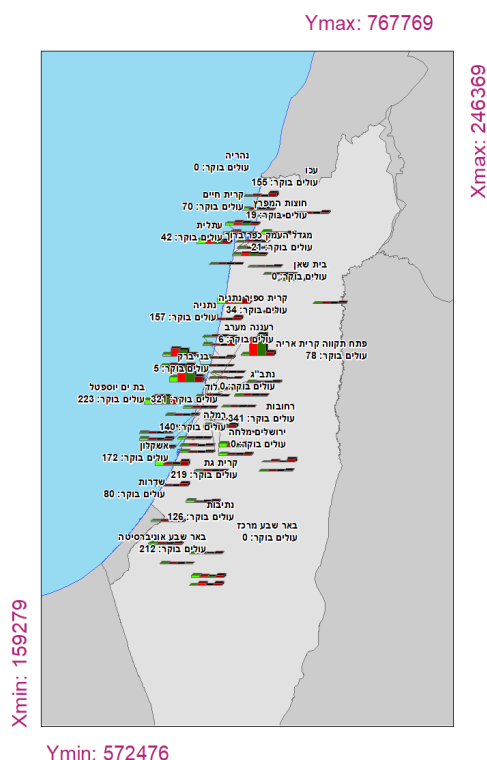 Ymax: 767769
Xmax: 246369
נהריה
עולים בוקר: 0
עכו
עולים בוקר: 155
קרית חיים
עולים בוקר: 70
חוצות המפרץ
עולים בוקר: 19
עתלית
עולים בוקר: 42
מגדל העמק כפר ברוך
עולים בוקר: 21
בית שאן
עולים בוקר: 0
קרית ספיר נתניה
עולים בוקר: 34
נתניה
עולים בוקר: 157
רעננה מערב
עולים בוקר: 6
פתח תקווה קרית אריה
עולים בוקר: 78
בני ברק
עולים בוקר: 5
נתב"ג
עולים בוקר: 0
לוד
עולים בוקר: 321
בת ים יוספטל
עולים בוקר: 223
רחובות
עולים בוקר: 341
רמלה
עולים בוקר: 140
ירושלים מלחה
עולים בוקר: 0
אשקלון
עולים בוקר: 172
קרית גת
עולים בוקר: 219
שדרות
עולים בוקר: 80
נתיבות
עולים בוקר: 126
באר שבע מרכז
עולים בוקר: 0
באר שבע אוניברסיטה
עולים בוקר: 212
Xmin: 159279
Ymin: 572476